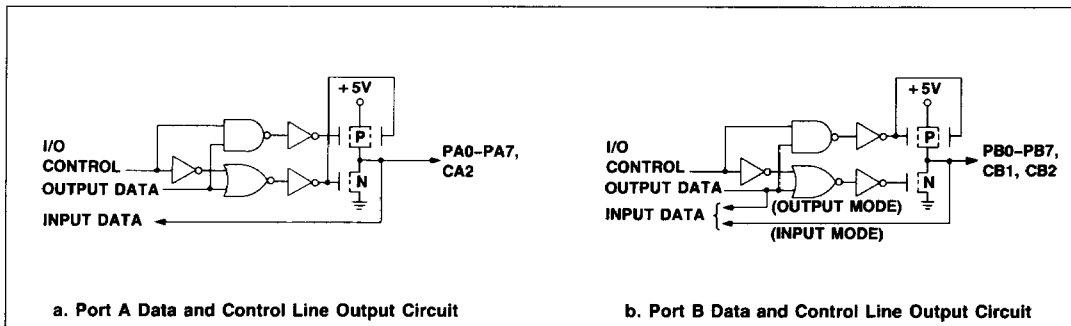 +5V
P
I/O
CONTROL
OUTPUT DATA
INPUT DATA
N
PA0–PA7,
CA2
a. Port A Data and Control Line Output Circuit
+5V
P
I/O
CONTROL
OUTPUT DATA
INPUT DATA
(OUTPUT MODE)
(INPUT MODE)
N
PB0–PB7,
CB1, CB2
b. Port B Data and Control Line Output Circuit